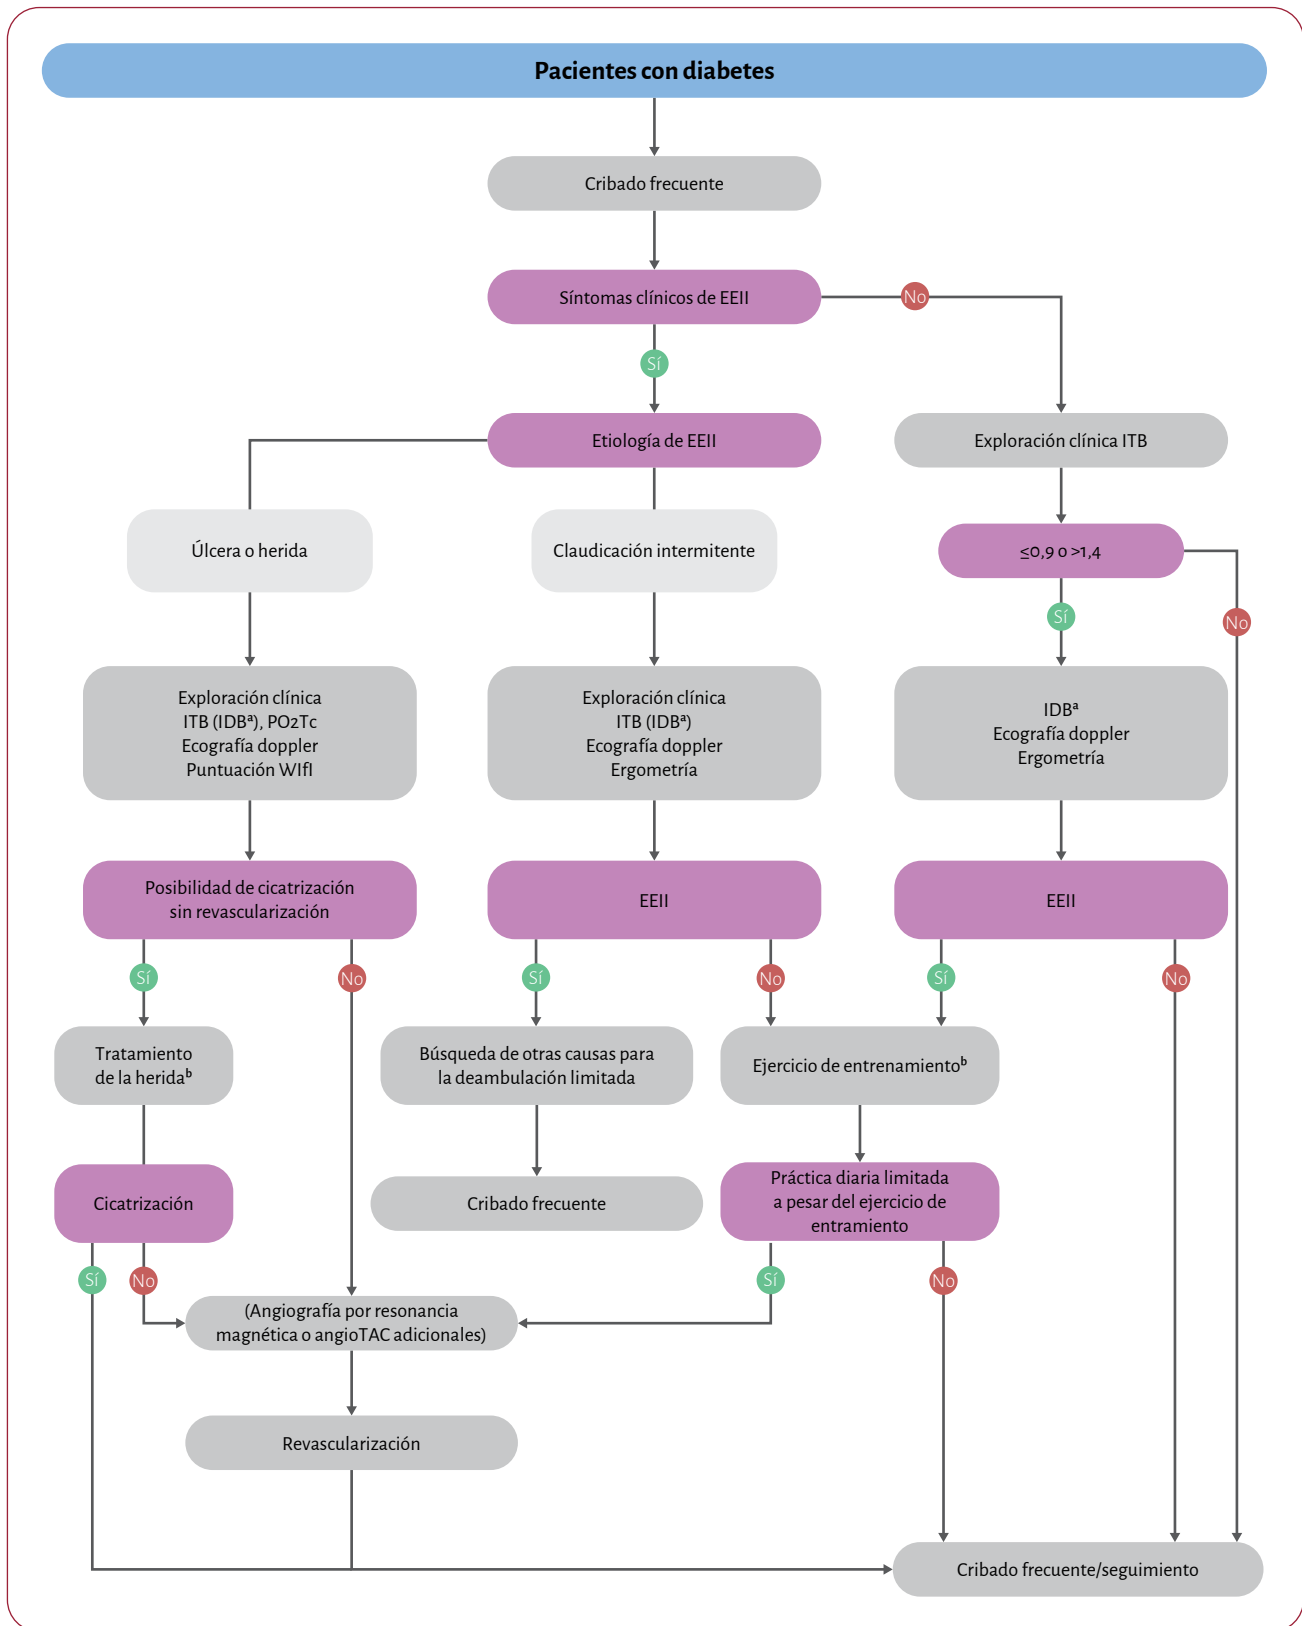 Pacientes con diabetes
Cribado frecuente
Síntomas clínicos de EEII
No
Sí
Etiología de EEII
Exploración clínica ITB
Úlcera o herida
Claudicación intermitente
≤0,9 o >1,4
Sí
No
Exploración clínica
ITB (IDBª), PO2Tc
Ecografía doppler
Puntuación WIfI
Exploración clínica
ITB (IDBª)
Ecografía doppler
Ergometría
IDBª
Ecografía doppler
Ergometría
Posibilidad de cicatrización
sin revascularización
EEII
EEII
Sí
No
Sí
No
Sí
No
Tratamiento
de la heridaᵇ
Búsqueda de otras causas para
la deambulación limitada
Ejercicio de entrenamientoᵇ
Cicatrización
Cribado frecuente
Práctica diaria limitada
a pesar del ejercicio de
entramiento
Sí
No
Sí
No
(Angiografía por resonancia
magnética o angioTAC adicionales)
Revascularización
Cribado frecuente/seguimiento